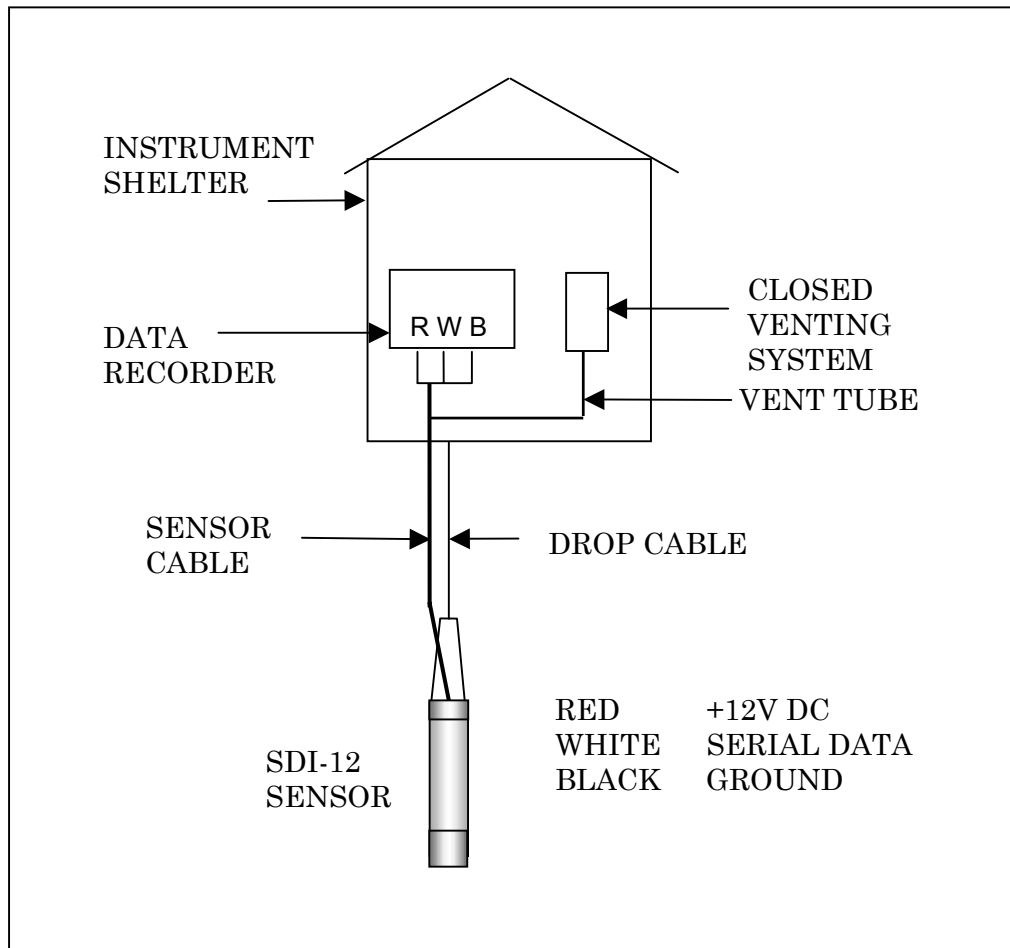 INSTRUMENT
SHELTER
CLOSED
VENTING
SYSTEM
R W B
DATA
RECORDER
VENT TUBE
SENSOR
CABLE
DROP CABLE
SDI-12
SENSOR
RED +12V DC
WHITE SERIAL DATA
BLACK GROUND